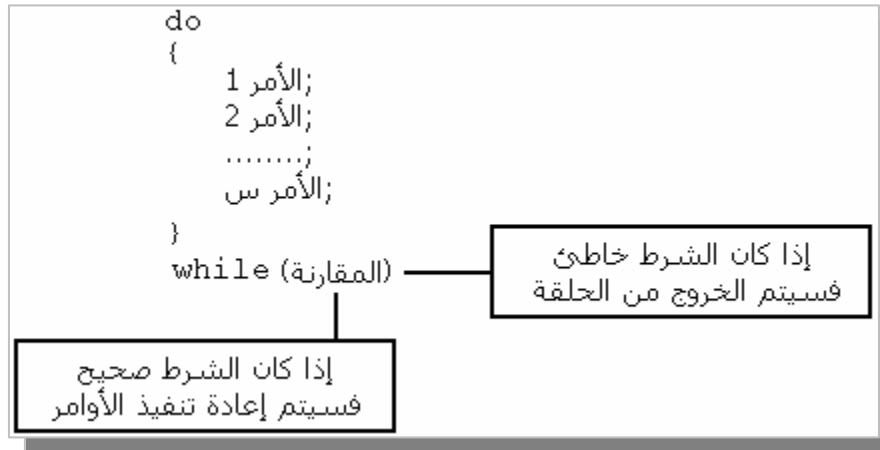 do
{
الأمر 1;
الأمر 2;
........;
الأمر س;
}
while (المقارنة)
إذا كان الشرط خاطئ
فسيتم الخروج من الحلقة
إذا كان الشرط صحيح
فسيتم إعادة تنفيذ الأوامر